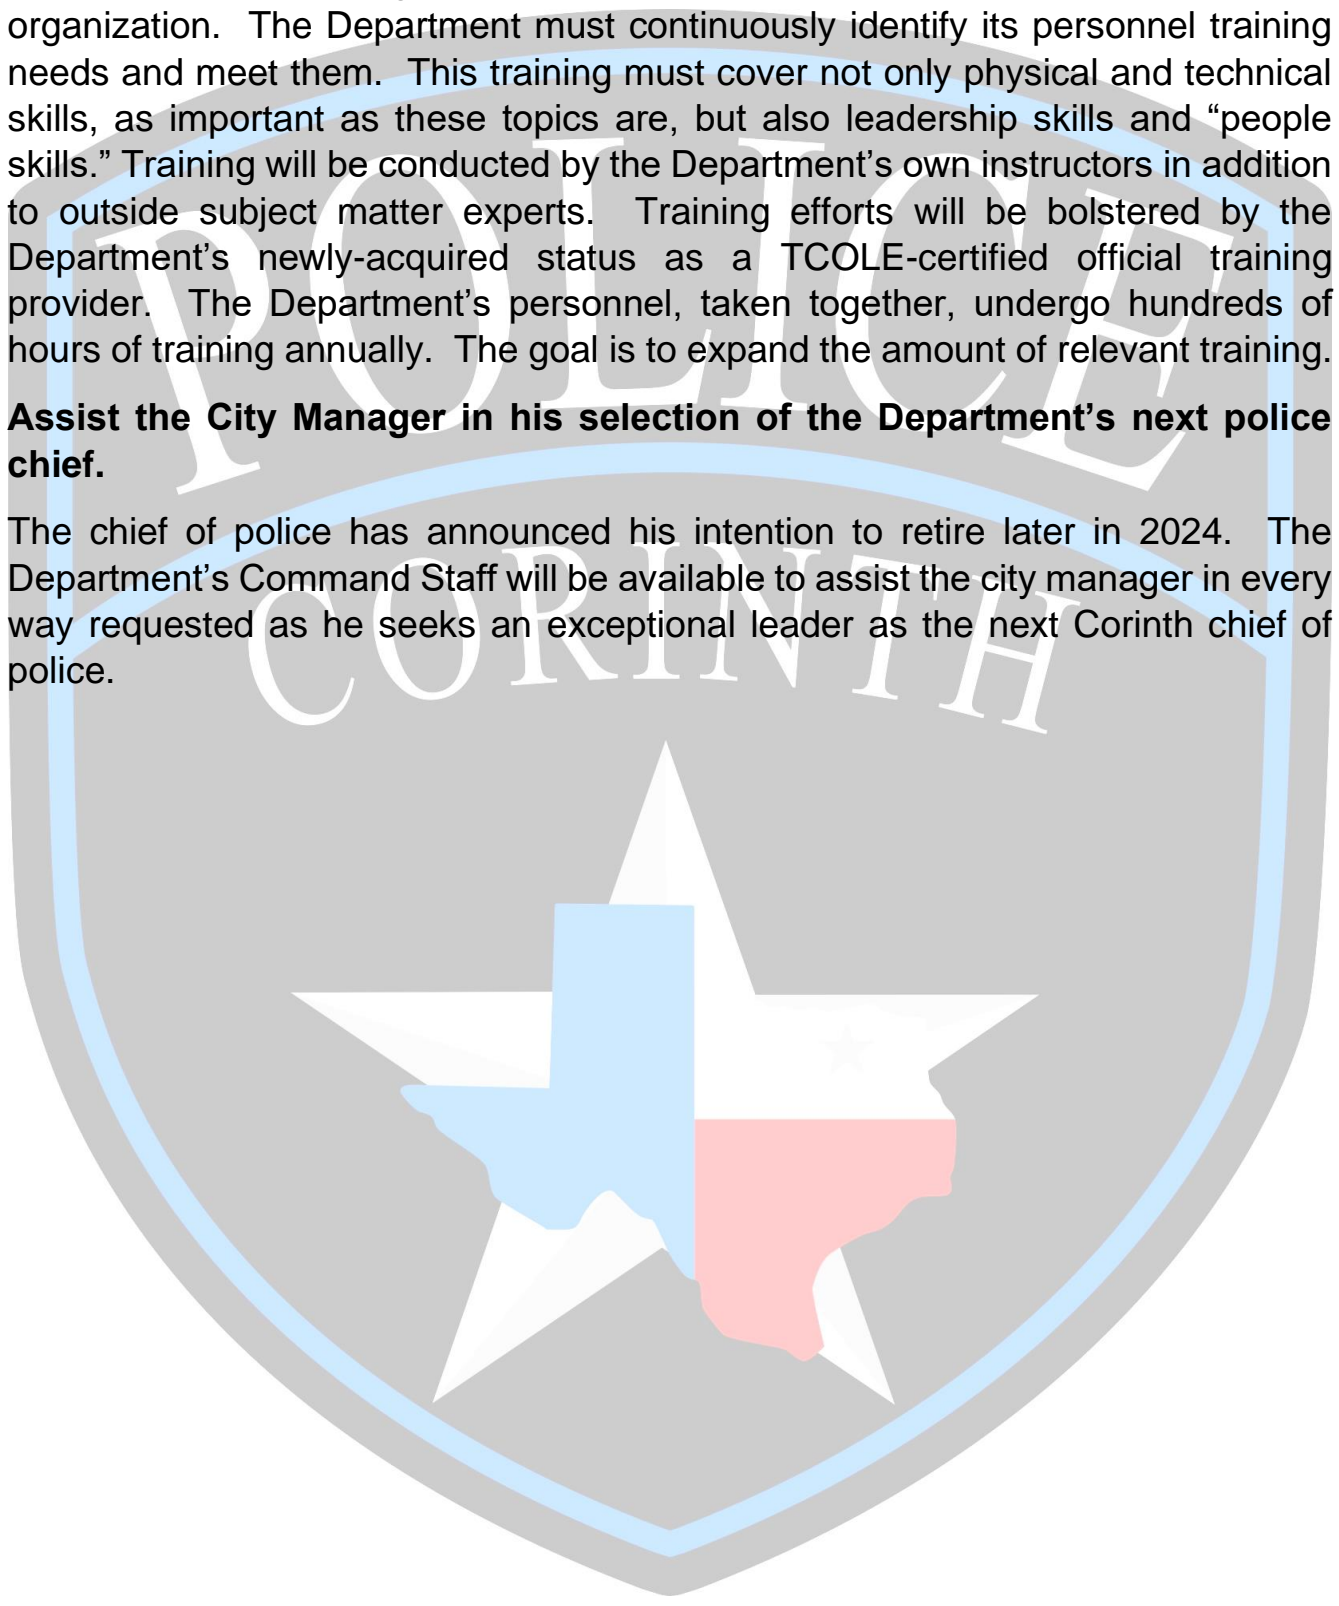 organization. The Department must continuously identify its personnel training
needs and meet them. This training must cover not only physical and technical
skills, as important as these topics are, but also leadership skills and “people
skills.” Training will be conducted by the Department’s own instructors in addition
to outside subject matter experts. Training efforts will be bolstered by the
Department’s newly-acquired status as a TCOLE-certified official training
provider. The Department’s personnel, taken together, undergo hundreds of
hours of training annually. The goal is to expand the amount of relevant training.
Assist the City Manager in his selection of the Department’s next police
chief.
The chief of police has announced his intention to retire later in 2024. The
Department’s Command Staff will be available to assist the city manager in every
way requested as he seeks an exceptional leader as the next Corinth chief of
police.
POLICE
CORINTH